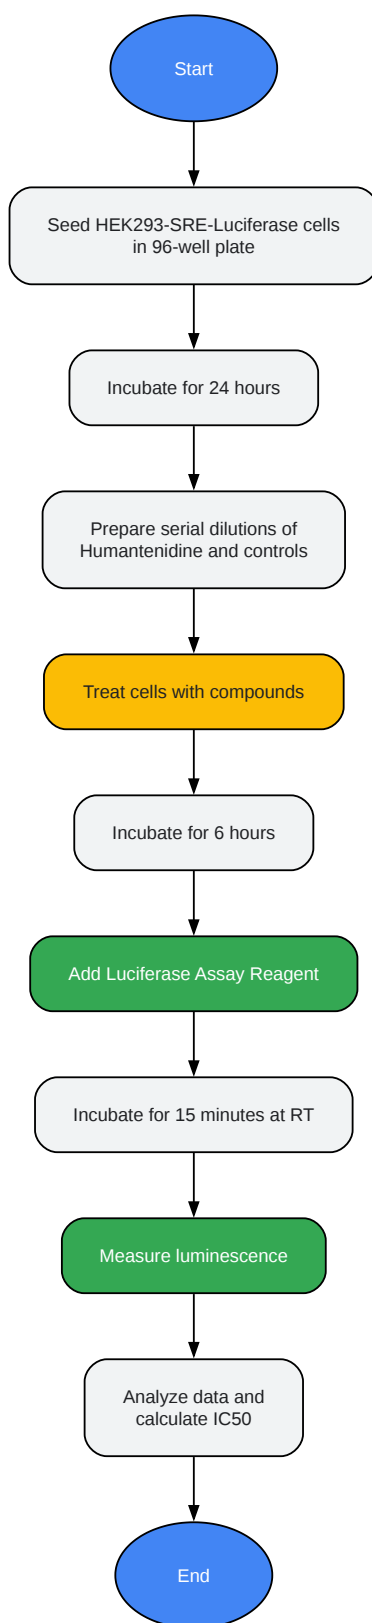 Start
Seed HEK293-SRE-Luciferase cells
in 96-well plate
Incubate for 24 hours
Prepare serial dilutions of
Humantenidine and controls
Treat cells with compounds
Incubate for 6 hours
Add Luciferase Assay Reagent
Incubate for 15 minutes at RT
Measure luminescence
Analyze data and
calculate IC50
End